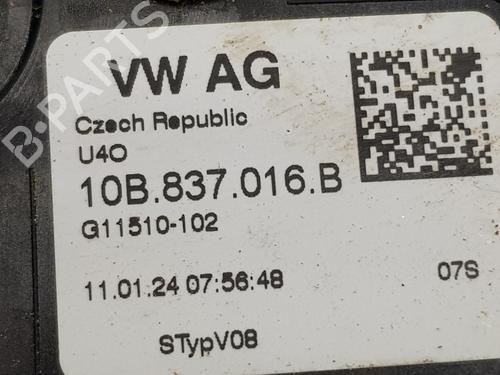 VW AG
Czech Republic
U4O
10B.837.016.B
G11510-102
11.01.24 07:56:48 07S
STypV08
B-PARTS